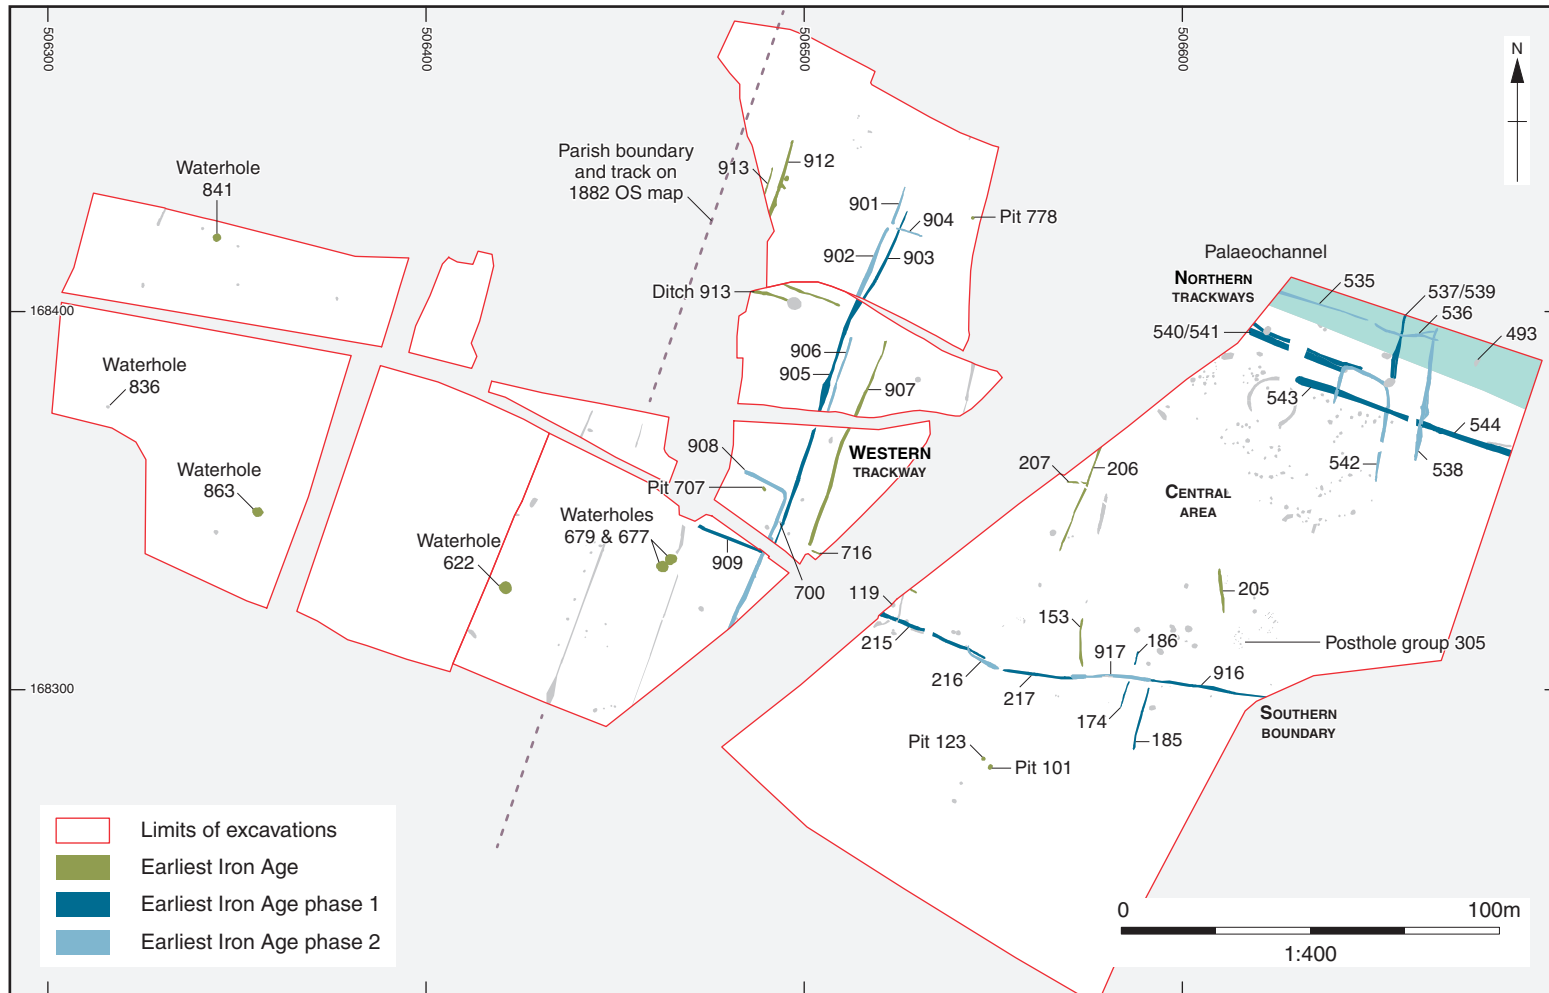 506300
506400
506500
506600
N
168400
168300
Waterhole
841
Parish boundary
and track on
1882 OS map
913
912
901
904
Pit 778
902
903
Ditch 913
Palaeochannel
NORTHERN
TRACKWAYS
535
537/539
536
493
540/541
906
905
907
543
544
542
538
Waterhole
836
Waterhole
863
908
Pit 707
WESTERN
TRACKWAY
207
206
CENTRAL
AREA
Waterholes
679 & 677
Waterhole
622
909
716
700
119
215
153
205
186
917
Posthole group 305
916
216
217
174
185
SOUTHERN
BOUNDARY
Pit 123
Pit 101
Limits of excavations
Earliest Iron Age
Earliest Iron Age phase 1
Earliest Iron Age phase 2
0
100m
1:400